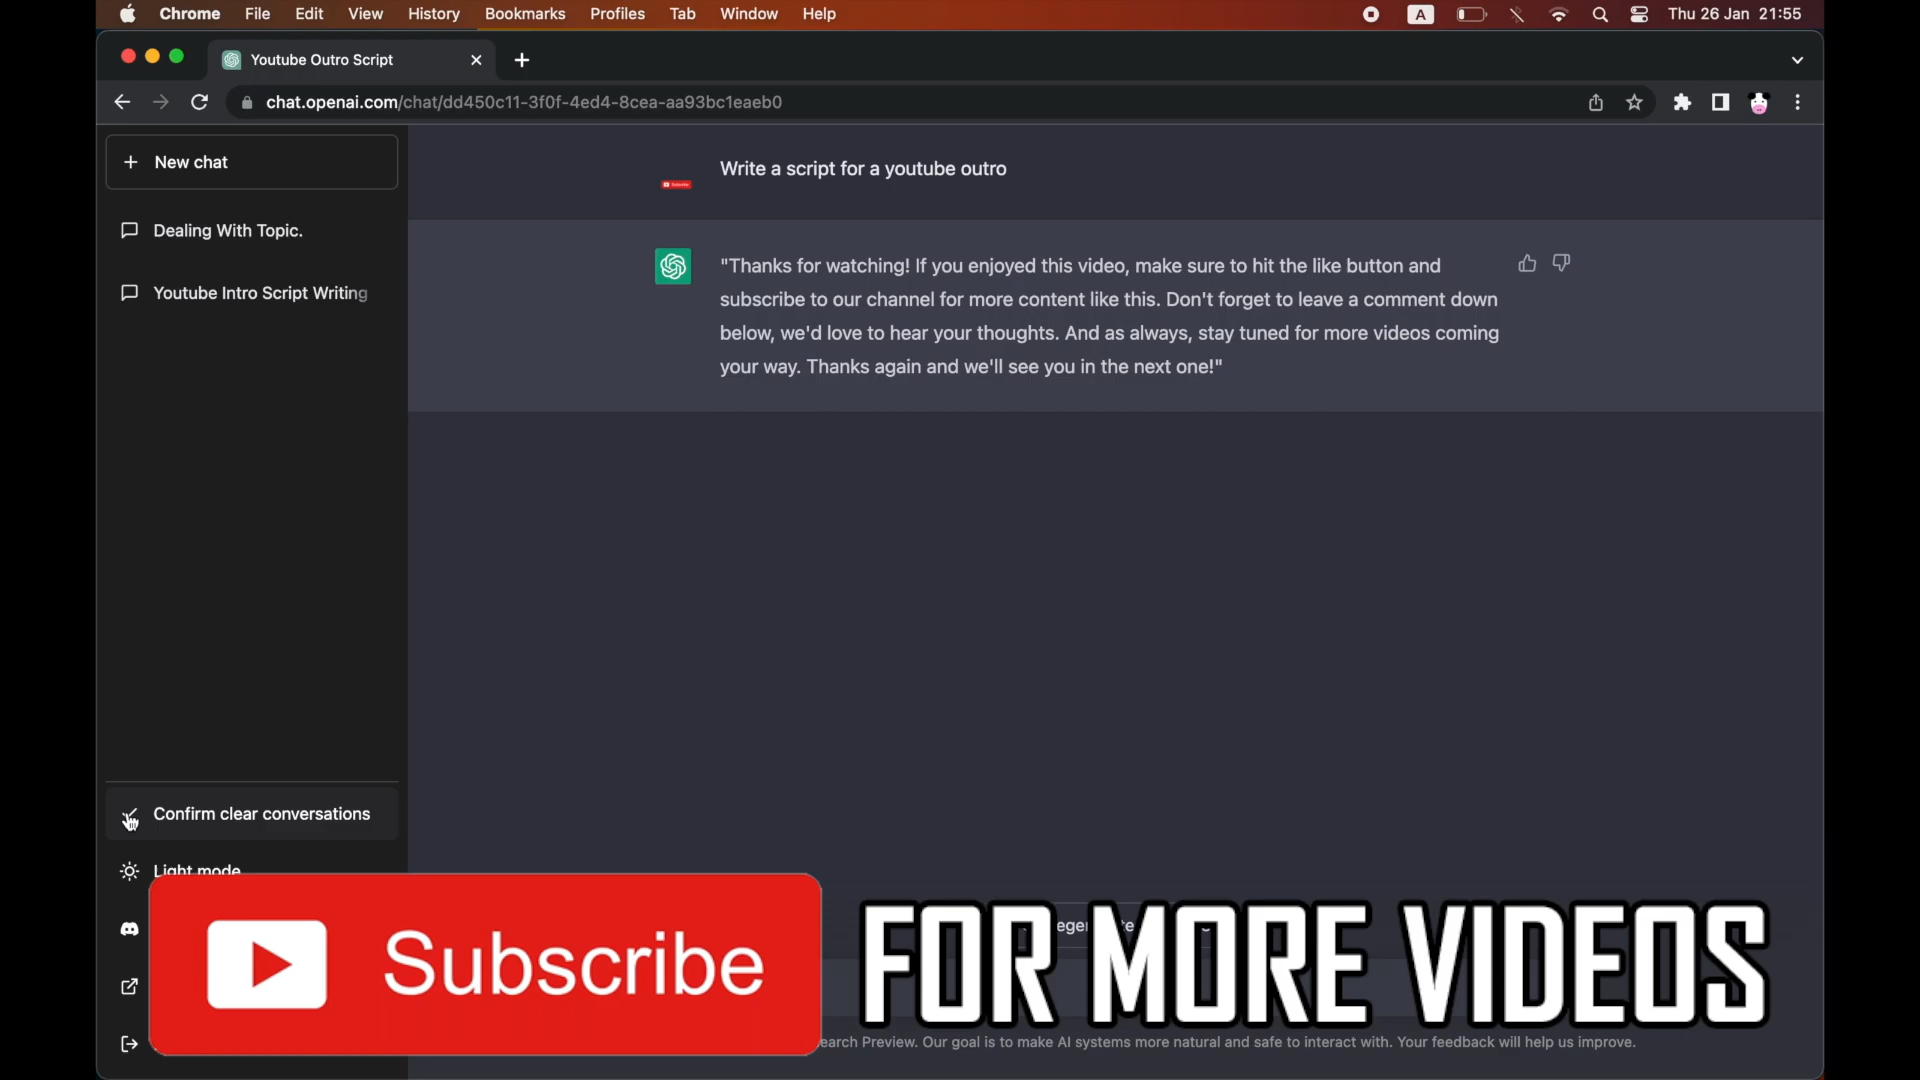 Chrome File Edit View History Bookmarks Profiles Tab Window Help A Thu 26 Jan 21:55
Youtube Outro Script
chat.openai.com/chat/dd450c11-3f0f-4ed4-8cea-aa93bc1eaeb0
New chat
Dealing With Topic.
Youtube Intro Script Writing
Write a script for a youtube outro
"Thanks for watching! If you enjoyed this video, make sure to hit the like button and
subscribe to our channel for more content like this. Don't forget to leave a comment down
below, we'd love to hear your thoughts. And as always, stay tuned for more videos coming
your way. Thanks again and we'll see you in the next one!"
Confirm clear conversations
Light mode
Subscribe
FOR MORE VIDEOS
Preview. Our goal is to make AI systems more natural and safe to interact with. Your feedback will help us improve.